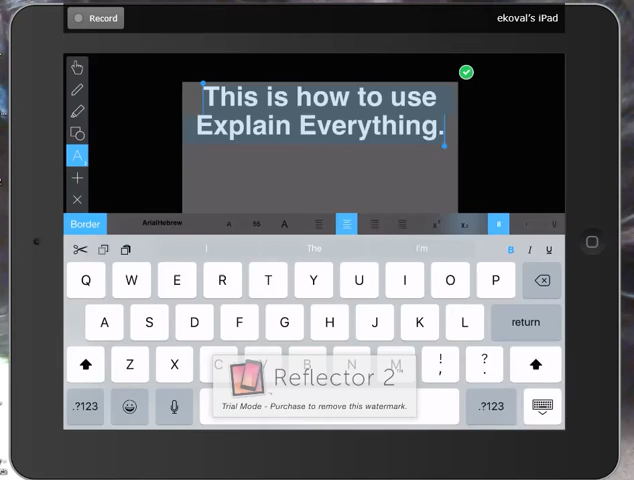 Record
ekoval's iPad
This is how to use
Explain Everything.
A
Border
ArialHebrew
A
55
A
B
U
I
The
I'm
B I U
Q W E R T Y U I O P
A S D F G H J K L
return
Z X C V B N M ! , ? .
.?123
.?123
Reflector 2
Trial Mode - Purchase to remove this watermark.